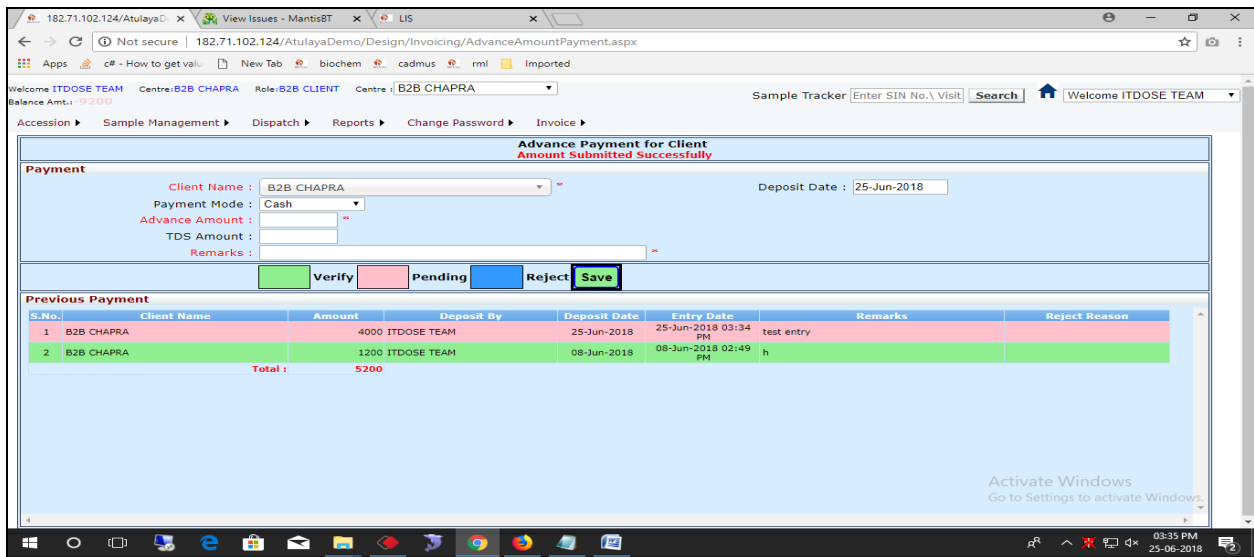 182.71.102.124/AtulayaD
View Issues - MantisBT
LIS
Not secure | 182.71.102.124/AtulayaDemo/Design/Invoicing/AdvanceAmountPayment.aspx
Apps c# - How to get valu New Tab biochem cadmus rml Imported
Welcome ITDOSE TEAM Centre:B2B CHAPRA Role:B2B CLIENT Centre : B2B CHAPRA
Balance Amt.:-9200
Sample Tracker Enter SIN No.\ Visit Search Welcome ITDOSE TEAM
Accession Sample Management Dispatch Reports Change Password Invoice
Advance Payment for Client
Amount Submitted Successfully
Payment
Client Name : B2B CHAPRA * Deposit Date : 25-Jun-2018
Payment Mode : Cash
Advance Amount : *
TDS Amount :
Remarks : *
Verify Pending Reject Save
Previous Payment
S.No. Client Name Amount Deposit By Deposit Date Entry Date Remarks Reject Reason
1 B2B CHAPRA 4000 ITDOSE TEAM 25-Jun-2018 25-Jun-2018 03:34 PM test entry
2 B2B CHAPRA 1200 ITDOSE TEAM 08-Jun-2018 08-Jun-2018 02:49 PM h
Total : 5200
Activate Windows
Go to Settings to activate Windows.
03:35 PM
25-06-2018
2